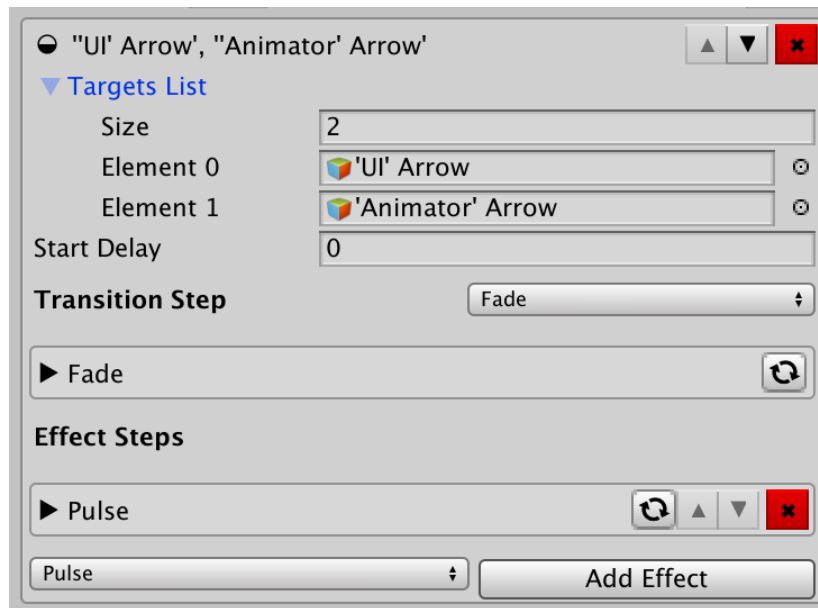 "UI' Arrow', "Animator' Arrow'
Targets List
Size 2
Element 0 'UI' Arrow
Element 1 'Animator' Arrow
Start Delay 0
Transition Step Fade
Fade
Effect Steps
Pulse
Pulse Add Effect